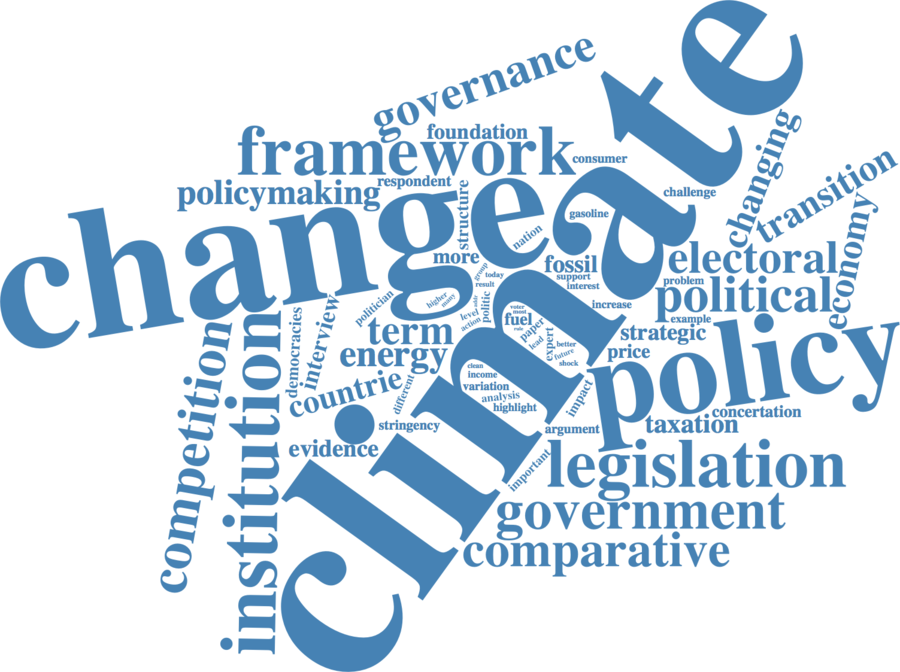 climate
change
policy
governance
foundation
framework
consumer
policymaking
respondent
structure
nation
gasoline
challenge
changing
transition
economy
more
group
today
result
fossil
support
interest
electoral
problem
political
politician
higher
many
level
action
politic
voter
most
fuel
rule
increase
example
strategic
term
paper
lead
expert
better
future
shock
price
energy
democracies
interview
countrie
different
clean
income
variation
analysis
highlight
impact
competition
institution
stringency
evidence
argument
taxation
concertation
important
legislation
government
comparative